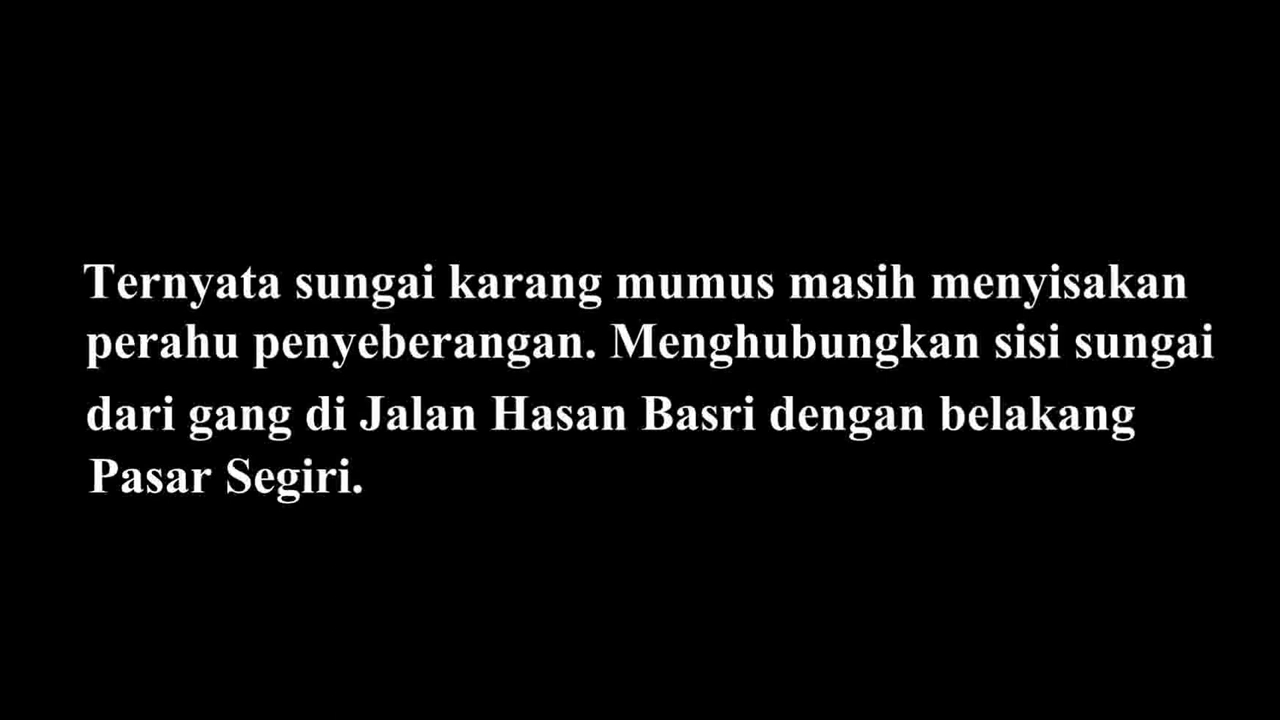 Ternyata sungai karang mumus masih menyisakan
perahu penyeberangan. Menghubungkan sisi sungai
dari gang di Jalan Hasan Basri dengan belakang
Pasar Segiri.